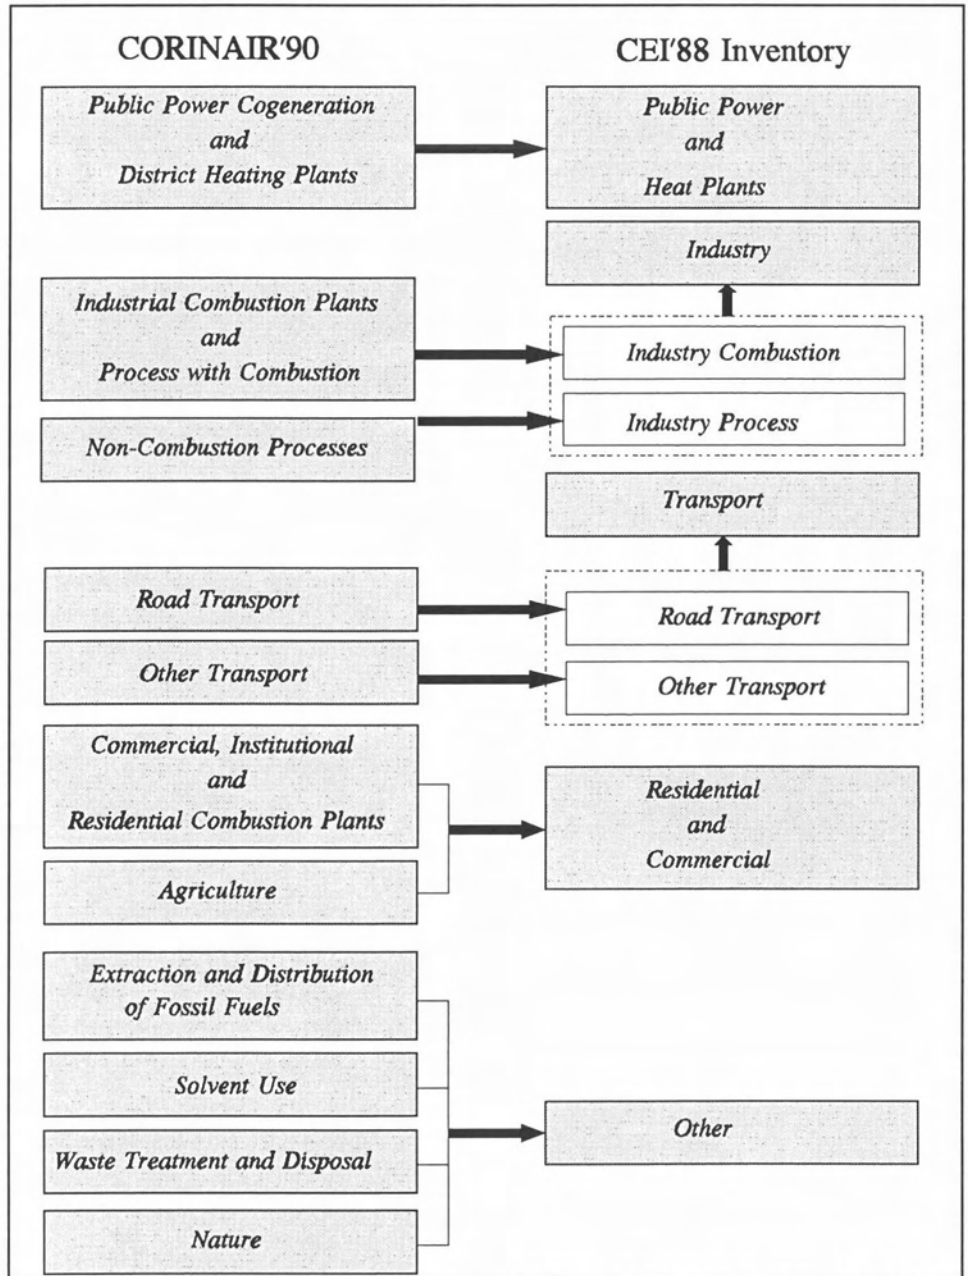 CORINAIR'90
CEI'88 Inventory
Public Power Cogeneration
and
District Heating Plants
Public Power
and
Heat Plants
Industry
Industrial Combustion Plants
and
Process with Combustion
Industry Combustion
Non-Combustion Processes
Industry Process
Transport
Road Transport
Road Transport
Other Transport
Other Transport
Commercial, Institutional
and
Residential Combustion Plants
Agriculture
Residential
and
Commercial
Extraction and Distribution
of Fossil Fuels
Solvent Use
Waste Treatment and Disposal
Nature
Other